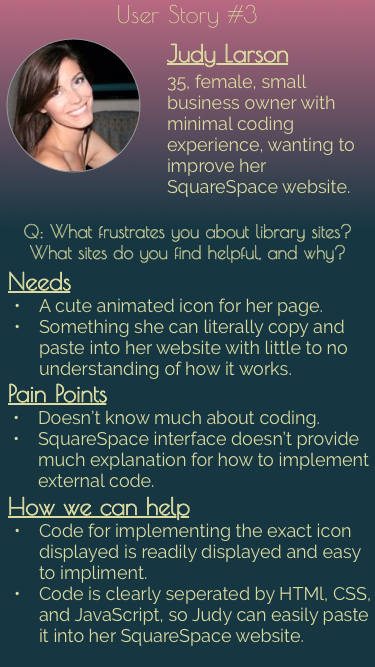 User Story #3
Judy Larson
35, female, small
business owner with
minimal coding
experience, wanting to
improve her
SquareSpace website.
Q: What frustrates you about library sites?
What sites do you find helpful, and why?
Needs
• A cute animated icon for her page.
• Something she can literally copy and
paste into her website with little to no
understanding of how it works.
Pain Points
• Doesn't know much about coding.
• SquareSpace interface doesn't provide
much explanation for how to implement
external code.
How we can help
• Code for implementing the exact icon
displayed is readily displayed and easy
to impliment.
• Code is clearly seperated by HTMl, CSS,
and JavaScript, so Judy can easily paste
it into her SquareSpace website.